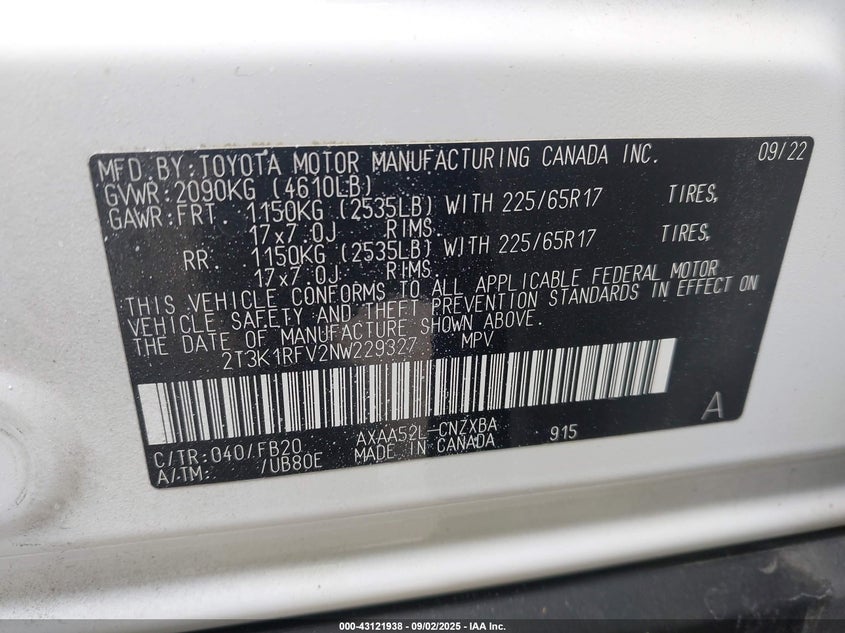 MFD. BY: TOYOTA MOTOR MANUFACTURING CANADA INC. 09/22
GVWR: 2090KG (4610LB)
GAWR: FRT. 1150KG (2535LB) WITH 225/65R17 TIRES,
17x7.0J RIMS.
RR. 1150KG (2535LB) WITH 225/65R17 TIRES,
17x7.0J RIMS.
THIS VEHICLE CONFORMS TO ALL APPLICABLE FEDERAL MOTOR
VEHICLE SAFETY AND THEFT PREVENTION STANDARDS IN EFFECT ON
THE DATE OF MANUFACTURE SHOWN ABOVE.
2T3K1RFV2NW229327 MPV
A
C/TR: 040/FB20 AXAA52L-CNZXBA 915
A/TM: /UB80E MADE IN CANADA
000-43121938 - 09/02/2025 - IAA Inc.